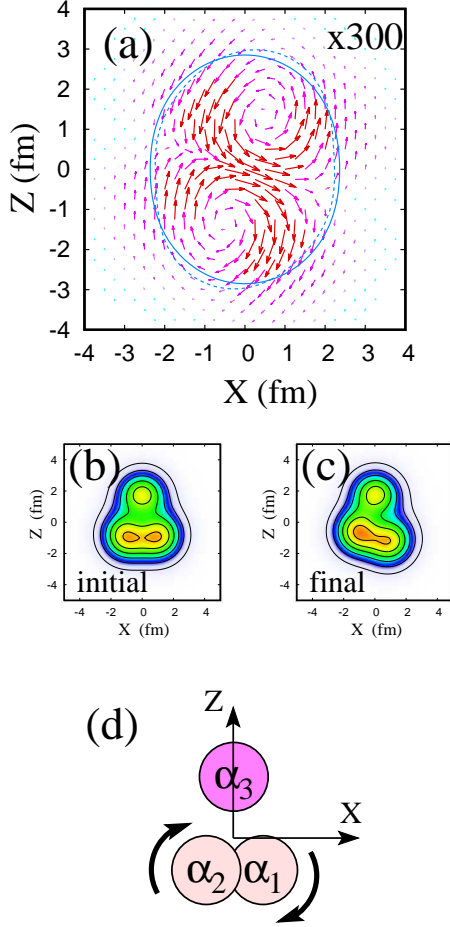 (a)
x300
4
3
2
1
0
-1
-2
-3
-4
Z (fm)
-4 -3 -2 -1 0 1 2 3 4
X (fm)
(b)
4
2
0
-2
-4
Z (fm)
initial
-4 -2 0 2 4
X (fm)
(c)
4
2
0
-2
-4
Z (fm)
final
-4 -2 0 2 4
X (fm)
(d)
Z
α3
X
α2 α1